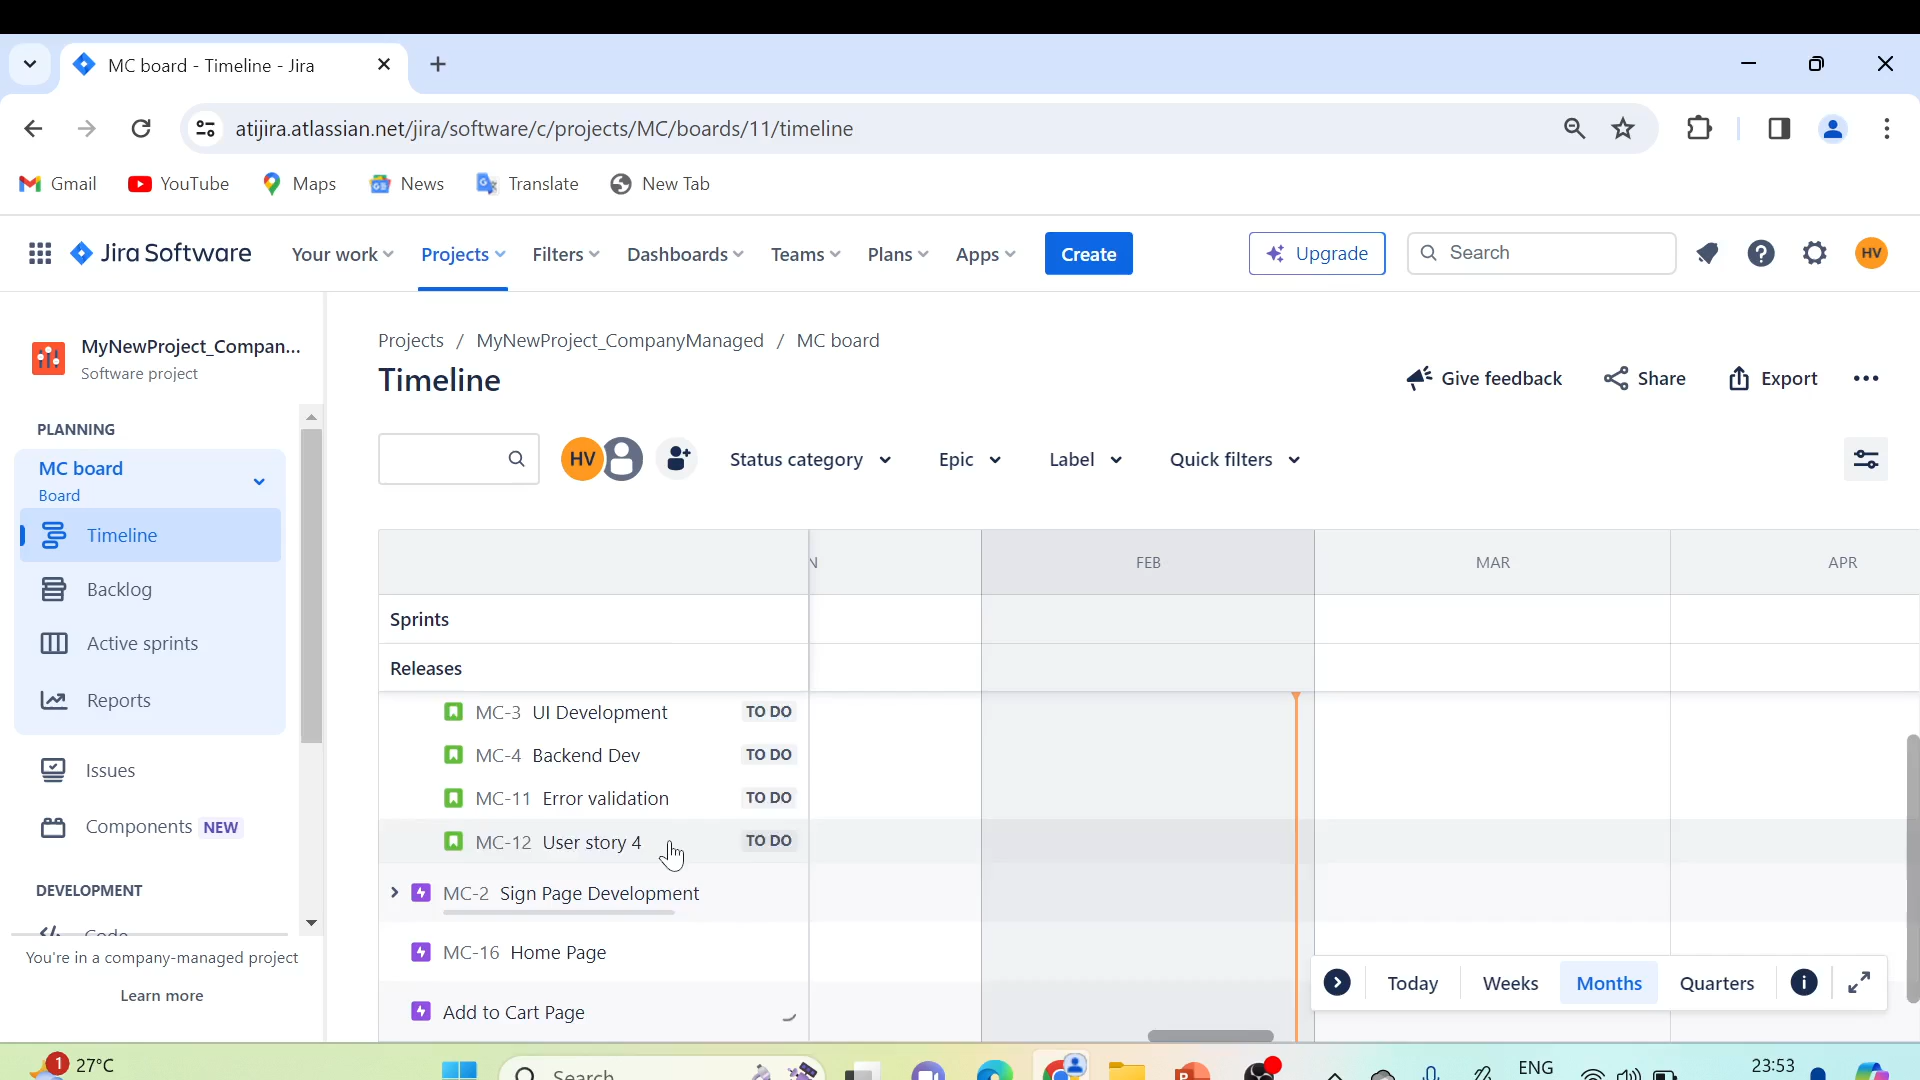 MC board - Timeline - Jira
atijira.atlassian.net/jira/software/c/projects/MC/boards/11/timeline
Gmail YouTube Maps News Translate New Tab
Jira Software Your work Projects Filters Dashboards Teams Plans Apps Create Upgrade Search HV
MyNewProject_Compan...
Software project
PLANNING
MC board
Board
Timeline
Backlog
Active sprints
Reports
Issues
Components NEW
DEVELOPMENT
Code
You're in a company-managed project
Learn more
Projects / MyNewProject_CompanyManaged / MC board
Timeline
Give feedback Share Export
HV Status category Epic Label Quick filters
N FEB MAR APR
Sprints
Releases
MC-3 UI Development TO DO
MC-4 Backend Dev TO DO
MC-11 Error validation TO DO
MC-12 User story 4 TO DO
MC-2 Sign Page Development
MC-16 Home Page
Add to Cart Page
Today Weeks Months Quarters
1 27°C Search ENG 23:53